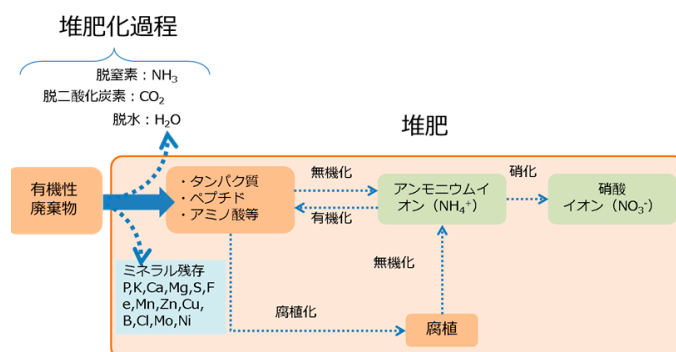 堆肥化過程
脱窒素：NH₃
脱二酸化炭素：CO₂
脱水：H₂O
堆肥
有機性
廃棄物
・タンパク質
・ペプチド
・アミノ酸等
無機化
有機化
アンモニウムイ
オン（NH₄⁺）
硝化
硝酸
イオン（NO₃⁻）
ミネラル残存
P,K,Ca,Mg,S,F
e,Mn,Zn,Cu,
B,Cl,Mo,Ni
無機化
腐植化
腐植